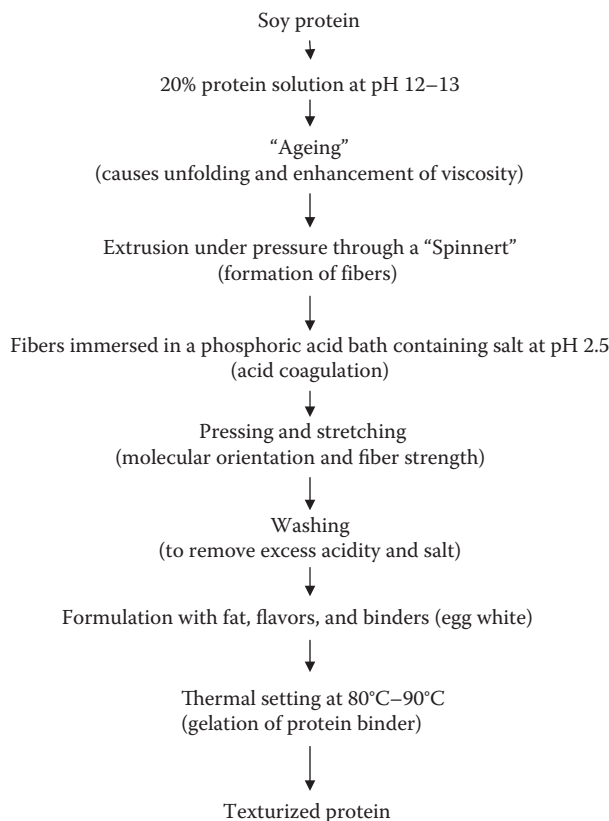 Soy protein
20% protein solution at pH 12–13
“Ageing”
(causes unfolding and enhancement of viscosity)
Extrusion under pressure through a “Spinnert”
(formation of fibers)
Fibers immersed in a phosphoric acid bath containing salt at pH 2.5
(acid coagulation)
Pressing and stretching
(molecular orientation and fiber strength)
Washing
(to remove excess acidity and salt)
Formulation with fat, flavors, and binders (egg white)
Thermal setting at 80°C–90°C
(gelation of protein binder)
Texturized protein